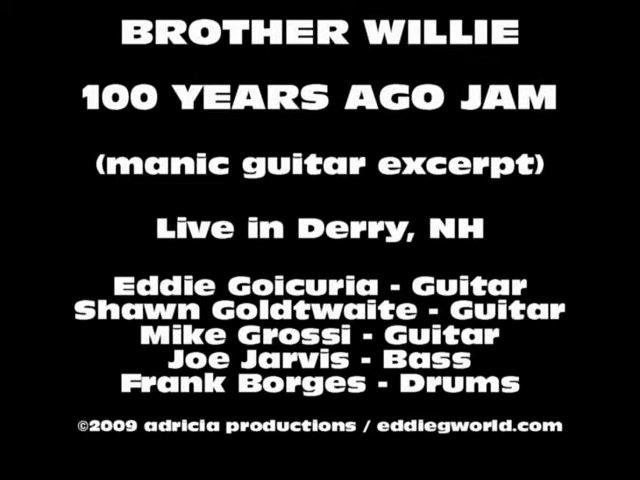 BROTHER WILLIE
100 YEARS AGO JAM
(manic guitar excerpt)
Live in Derry, NH
Eddie Goicuria - Guitar
Shawn Goldtwaite - Guitar
Mike Grossi - Guitar
Joe Jarvis - Bass
Frank Borges - Drums
©2009 adricia productions / eddiegworld.com